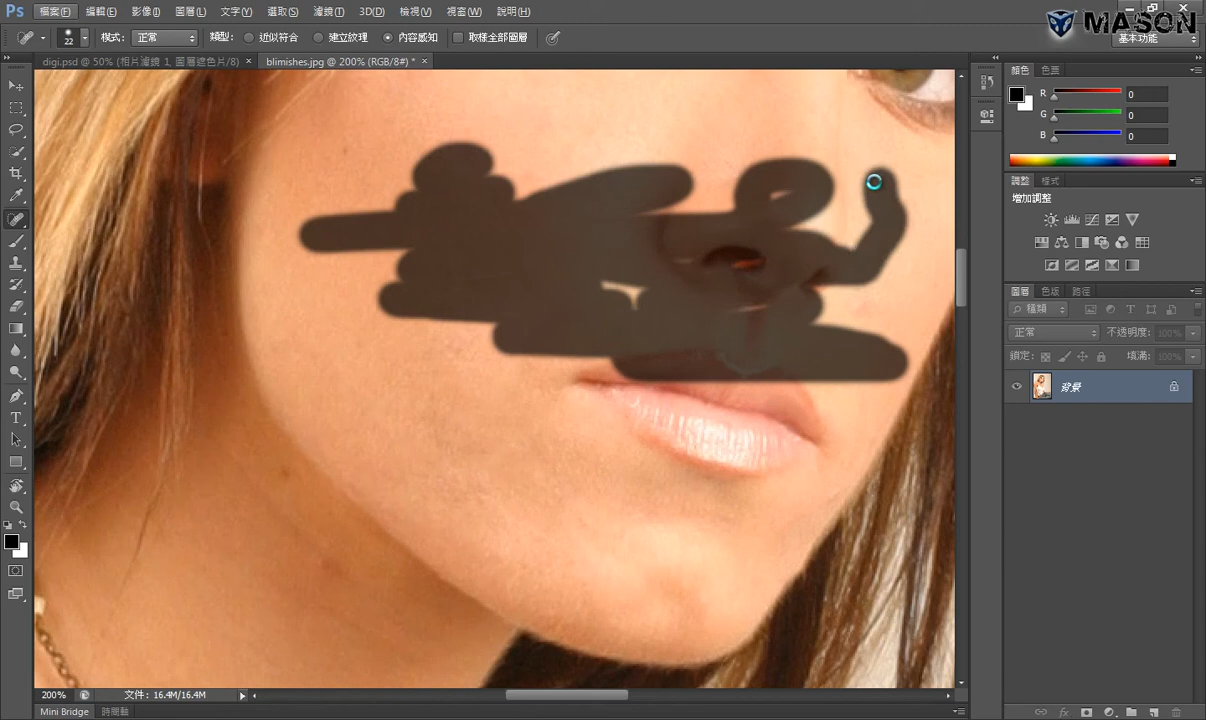 Ps 檔案(F) 編輯(E) 影像(I) 圖層(L) 文字(Y) 選取(S) 濾鏡(T) 3D(D) 檢視(V) 視窗(W) 說明(H)
MASON
22 模式: 正常 類型: 近似符合 建立紋理 內容感知 取樣全部圖層 基本功能
digi.psd @ 50% (相片濾鏡 1, 圖層遮色片/8) × blimishes.jpg @ 200% (RGB/8#) * ×
顏色 色票
R 0
G 0
B 0
調整 樣式
增加調整
圖層 色版 路徑
種類
正常 不透明度: 100%
鎖定: 填滿: 100%
背景
200% 文件: 16.4M/16.4M
Mini Bridge 時間軸